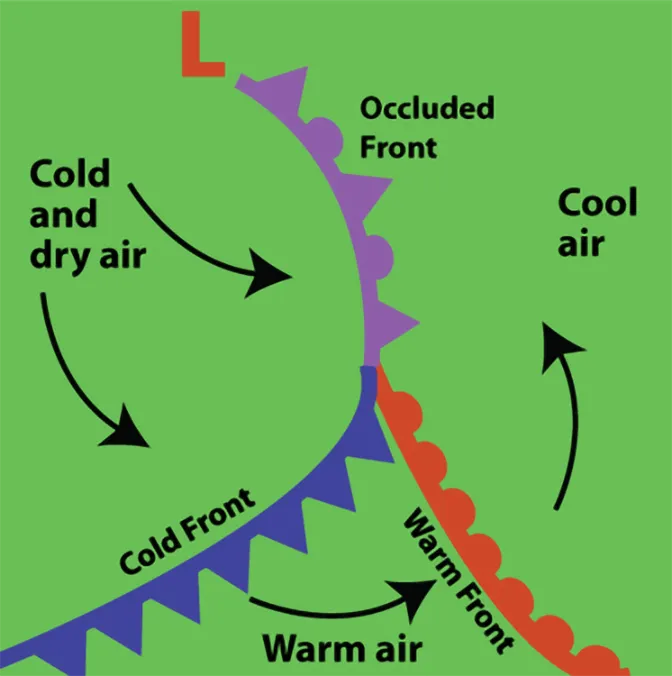 L
Occluded
Front
Cold
and
dry air
Cool
air
Cold Front
Warm Front
Warm air